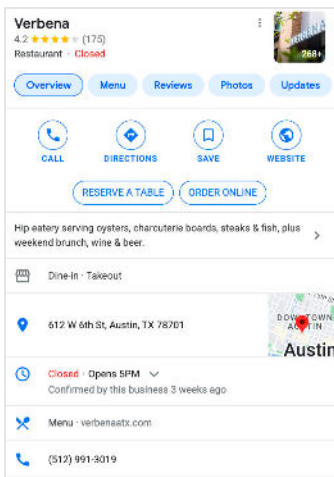 Verbena
4.2 (175)
Restaurant · Closed
VERBENA
268+
Overview Menu Reviews Photos Updates
CALL DIRECTIONS SAVE WEBSITE
RESERVE A TABLE ORDER ONLINE
Hip eatery serving oysters, charcuterie boards, steaks & fish, plus
weekend brunch, wine & beer.
Dine-in · Takeout
612 W 6th St, Austin, TX 78701
DOWNTOWN
AUSTIN
Austin
Closed · Opens 5PM
Confirmed by this business 3 weeks ago
Menu · verbenaatx.com
(512) 991-3019